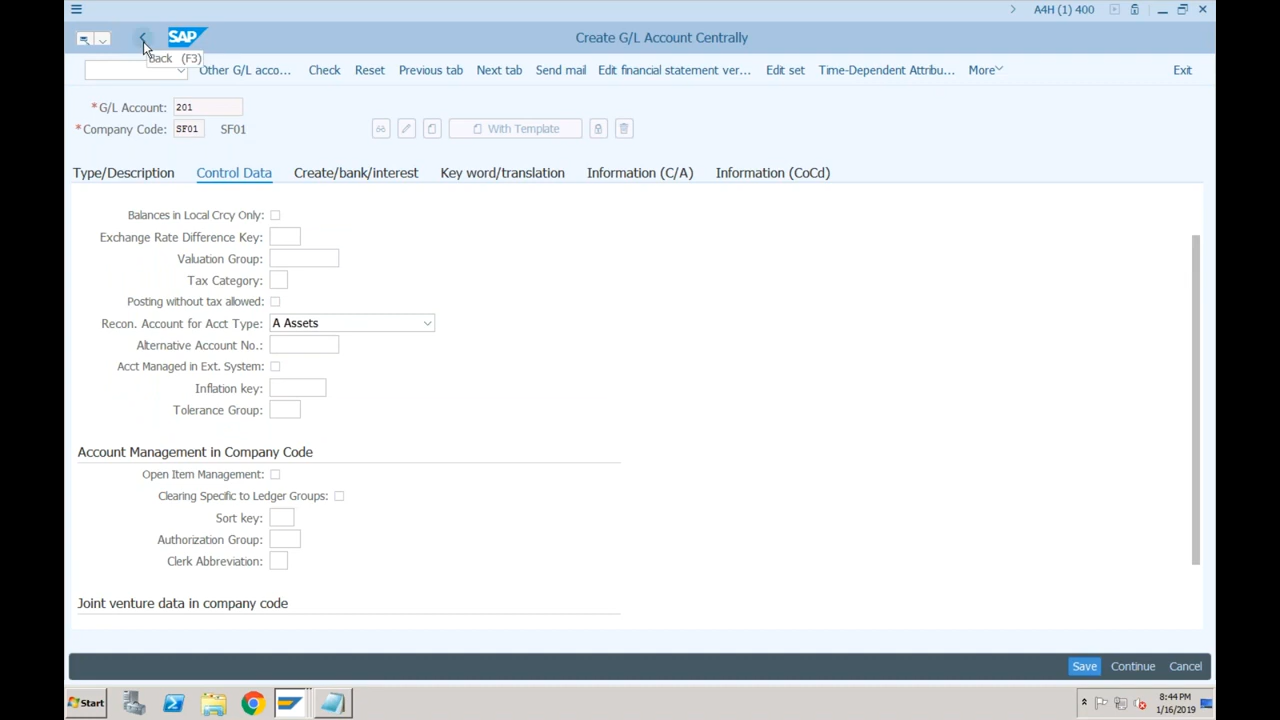 A4H (1) 400
SAP
Create G/L Account Centrally
Back (F3)
Other G/L acco... Check Reset Previous tab Next tab Send mail Edit financial statement ver... Edit set Time-Dependent Attribu... More Exit
*G/L Account: 201
*Company Code: SF01 SF01
With Template
Type/Description Control Data Create/bank/interest Key word/translation Information (C/A) Information (CoCd)
Balances in Local Crcy Only:
Exchange Rate Difference Key:
Valuation Group:
Tax Category:
Posting without tax allowed:
Recon. Account for Acct Type: A Assets
Alternative Account No.:
Acct Managed in Ext. System:
Inflation key:
Tolerance Group:
Account Management in Company Code
Open Item Management:
Clearing Specific to Ledger Groups:
Sort key:
Authorization Group:
Clerk Abbreviation:
Joint venture data in company code
Save Continue Cancel
Start
8:44 PM
1/16/2019